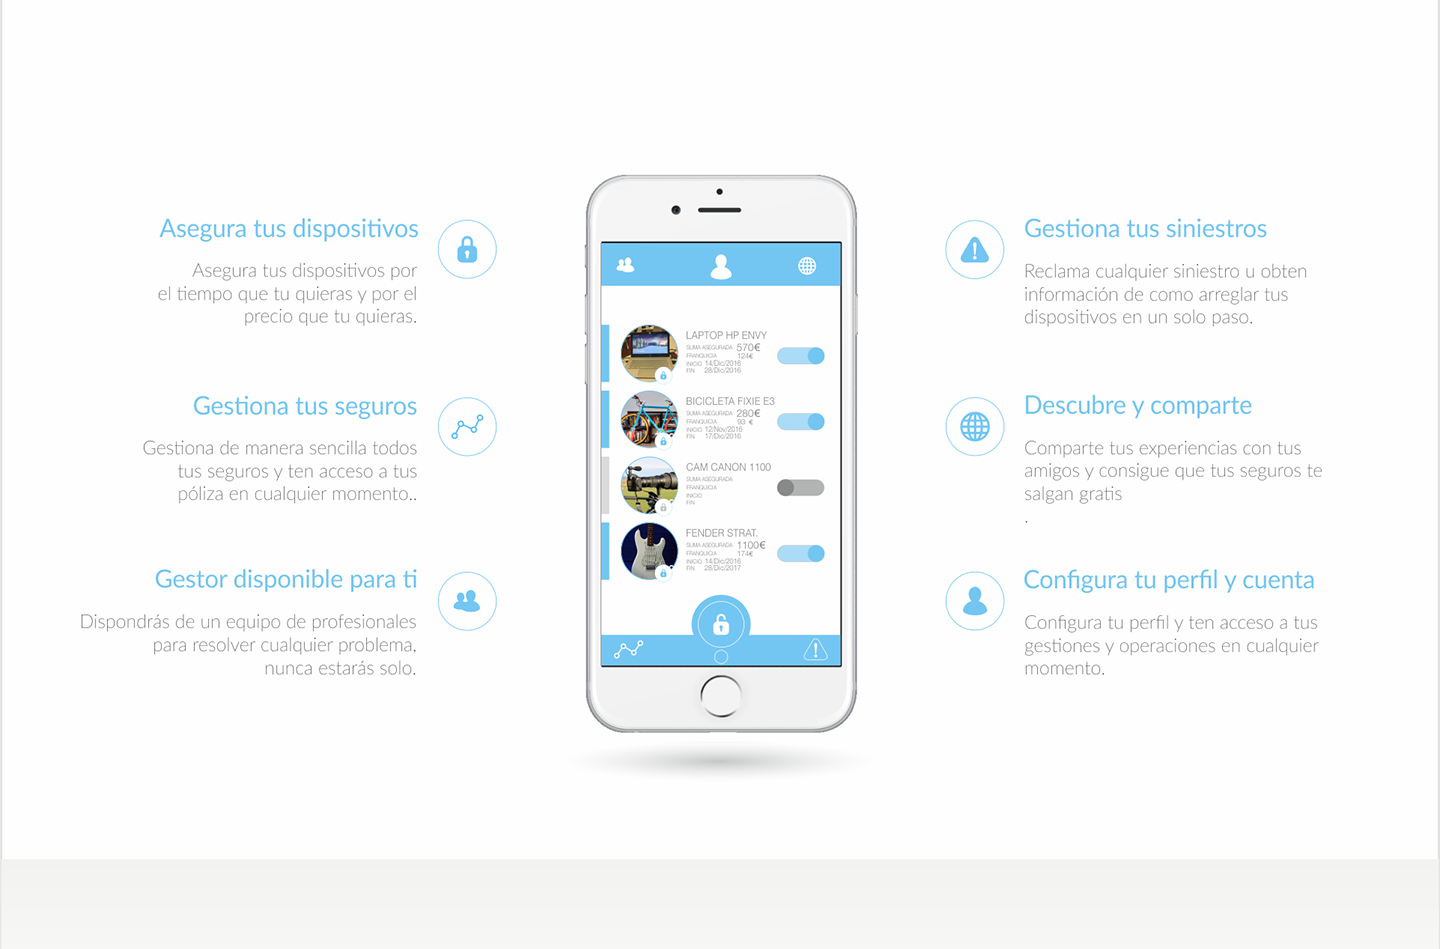 Asegura tus dispositivos
Asegura tus dispositivos por
el tiempo que tu quieras y por el
precio que tu quieras.
Gestiona tus seguros
Gestiona de manera sencilla todos
tus seguros y ten acceso a tus
póliza en cualquier momento..
Gestor disponible para ti
Dispondrás de un equipo de profesionales
para resolver cualquier problema,
nunca estarás solo.
LAPTOP HP ENVY
SUMA ASEGURADA 570€
FRANQUICIA 124€
INICIO 14/Dic/2016
FIN 28/Dic/2016
BICICLETA FIXIE E3
SUMA ASEGURADA 280€
FRANQUICIA 93 €
INICIO 12/Nov/2016
FIN 17/Dic/2016
CAM CANON 1100
SUMA ASEGURADA
FRANQUICIA
INICIO
FIN
FENDER STRAT.
SUMA ASEGURADA 1100€
FRANQUICIA 174€
INICIO 14/Dic/2016
FIN 28/Dic/2017
Gestiona tus siniestros
Reclama cualquier siniestro u obten
información de como arreglar tus
dispositivos en un solo paso.
Descubre y comparte
Comparte tus experiencias con tus
amigos y consigue que tus seguros te
salgan gratis
.
Configura tu perfil y cuenta
Configura tu perfil y ten acceso a tus
gestiones y operaciones en cualquier
momento.